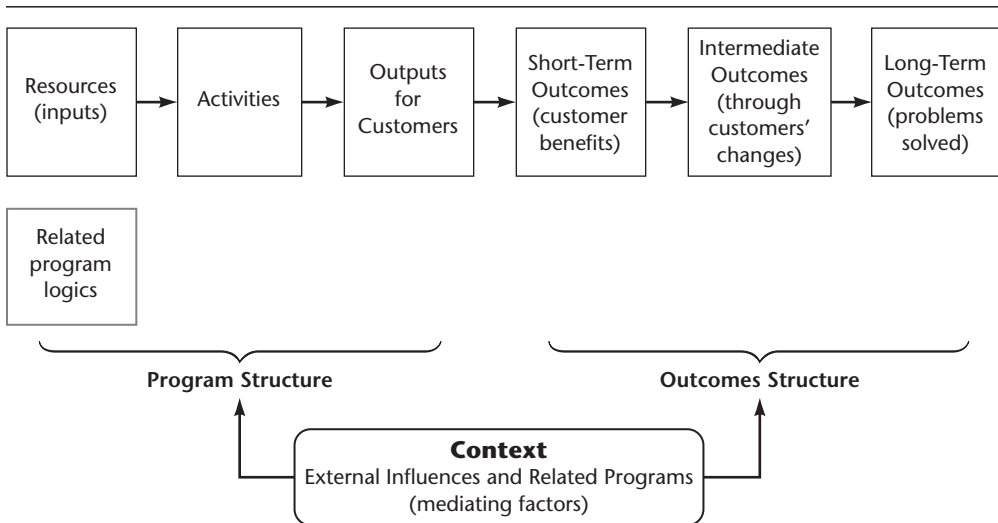 Resources
(inputs)
Activities
Outputs
for
Customers
Short-Term
Outcomes
(customer
benefits)
Intermediate
Outcomes
(through
customers’
changes)
Long-Term
Outcomes
(problems
solved)
Related
program
logics
Program Structure
Outcomes Structure
Context
External Influences and Related Programs
(mediating factors)